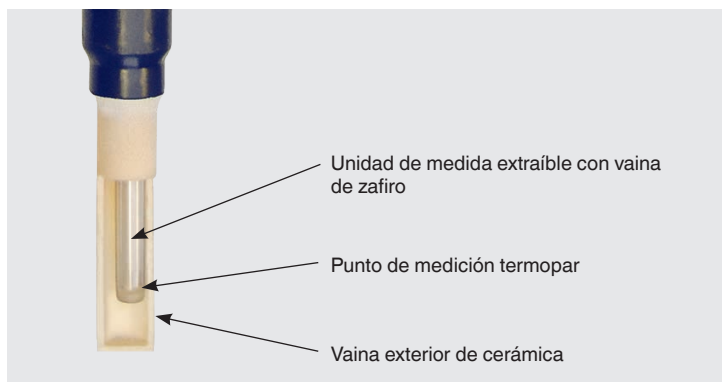 Unidad de medida extraíble con vaina
de zafiro
Punto de medición termopar
Vaina exterior de cerámica